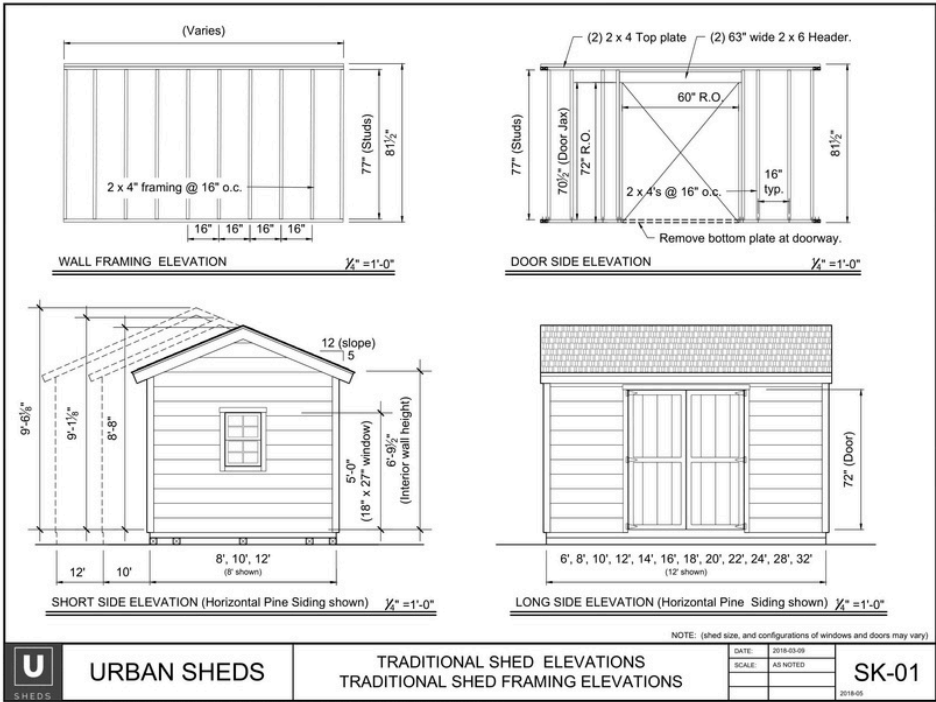 (Varies)
77" (Studs)
81½"
2 x 4" framing @ 16" o.c.
16" 16" 16" 16"
WALL FRAMING ELEVATION ¼" =1'-0"
(2) 2 x 4 Top plate
(2) 63" wide 2 x 6 Header.
77" (Studs)
70½" (Door Jax)
72" R.O.
60" R.O.
2 x 4's @ 16" o.c.
16"
typ.
81½"
Remove bottom plate at doorway.
DOOR SIDE ELEVATION ¼" =1'-0"
9'-6⅛"
9'-1⅛"
8'-8"
12 (slope)
5
5'-0"
(18" x 27" window)
6'-9½"
(Interior wall height)
12' 10'
8', 10', 12'
(8' shown)
SHORT SIDE ELEVATION (Horizontal Pine Siding shown) ¼" =1'-0"
72" (Door)
6', 8', 10', 12', 14', 16', 18', 20', 22', 24', 28', 32'
(12' shown)
LONG SIDE ELEVATION (Horizontal Pine Siding shown) ¼" =1'-0"
NOTE: (shed size, and configurations of windows and doors may vary)
U
SHEDS
URBAN SHEDS
TRADITIONAL SHED ELEVATIONS
TRADITIONAL SHED FRAMING ELEVATIONS
DATE: 2018-03-09
SCALE: AS NOTED
SK-01
2018-05